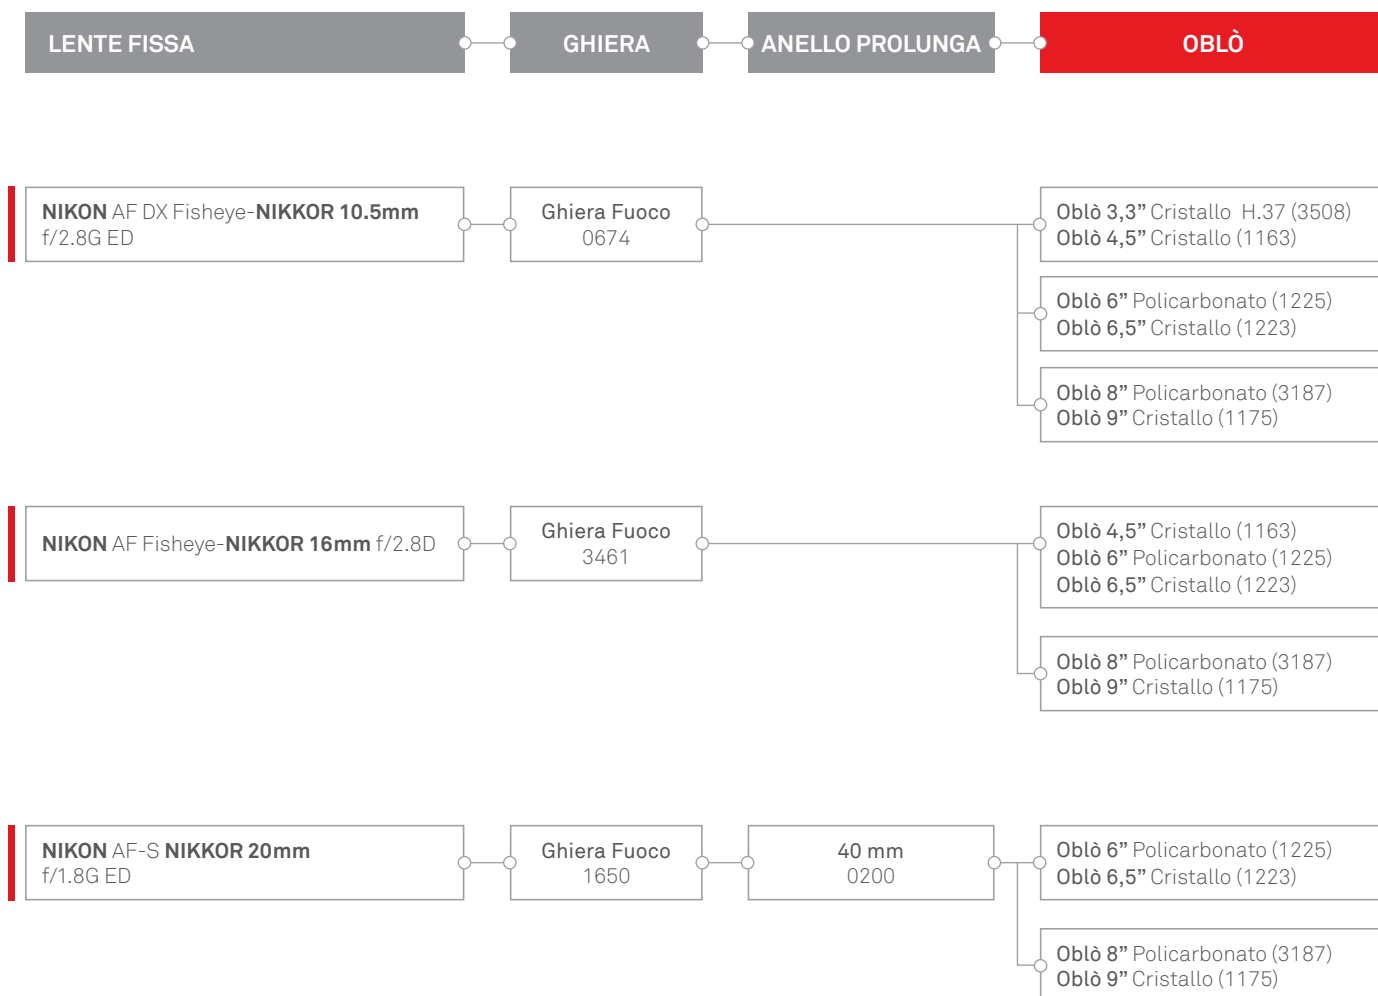 LENTE FISSA
GHIERA
ANELLO PROLUNGA
OBLÒ
NIKON AF DX Fisheye-NIKKOR 10.5mm
f/2.8G ED
Ghiera Fuoco
0674
Oblò 3,3” Cristallo H.37 (3508)
Oblò 4,5” Cristallo (1163)
Oblò 6” Policarbonato (1225)
Oblò 6,5” Cristallo (1223)
Oblò 8” Policarbonato (3187)
Oblò 9” Cristallo (1175)
NIKON AF Fisheye-NIKKOR 16mm f/2.8D
Ghiera Fuoco
3461
Oblò 4,5” Cristallo (1163)
Oblò 6” Policarbonato (1225)
Oblò 6,5” Cristallo (1223)
Oblò 8” Policarbonato (3187)
Oblò 9” Cristallo (1175)
NIKON AF-S NIKKOR 20mm
f/1.8G ED
Ghiera Fuoco
1650
40 mm
0200
Oblò 6” Policarbonato (1225)
Oblò 6,5” Cristallo (1223)
Oblò 8” Policarbonato (3187)
Oblò 9” Cristallo (1175)